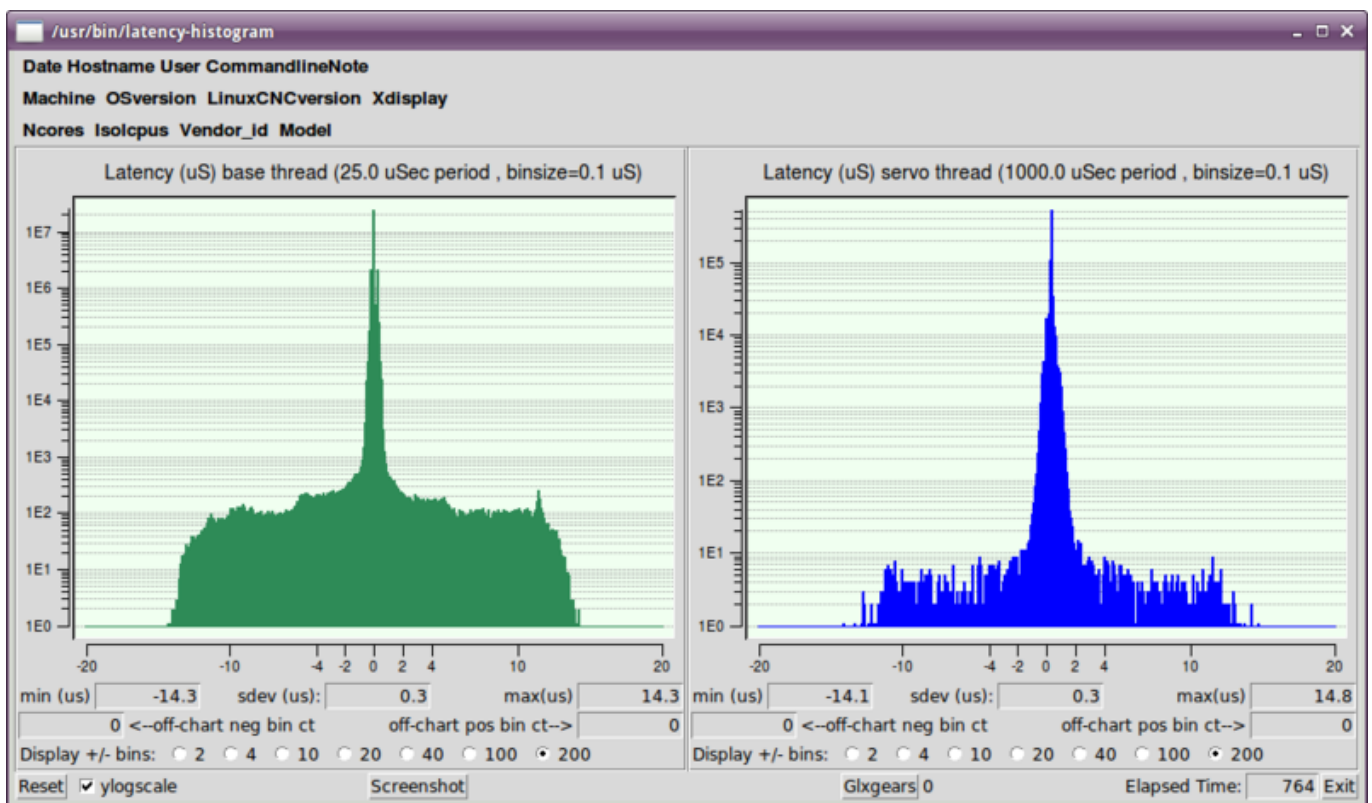 /usr/bin/latency-histogram
Date Hostname User CommandlineNote
Machine OSversion LinuxCNCversion Xdisplay
Ncores Isolcpus Vendor_id Model
Latency (uS) base thread (25.0 uSec period , binsize=0.1 uS)
1E7
1E6
1E5
1E4
1E3
1E2
1E1
1E0
-20 -10 -4 -2 0 2 4 10 20
min (us) -14.3 sdev (us): 0.3 max(us) 14.3
0 <--off-chart neg bin ct off-chart pos bin ct--> 0
Display +/- bins: 2 4 10 20 40 100 200
Latency (uS) servo thread (1000.0 uSec period , binsize=0.1 uS)
1E5
1E4
1E3
1E2
1E1
1E0
-20 -10 -4 -2 0 2 4 10 20
min (us) -14.1 sdev (us): 0.3 max(us) 14.8
0 <--off-chart neg bin ct off-chart pos bin ct--> 0
Display +/- bins: 2 4 10 20 40 100 200
Reset ylogscale Screenshot Glxgears 0 Elapsed Time: 764 Exit